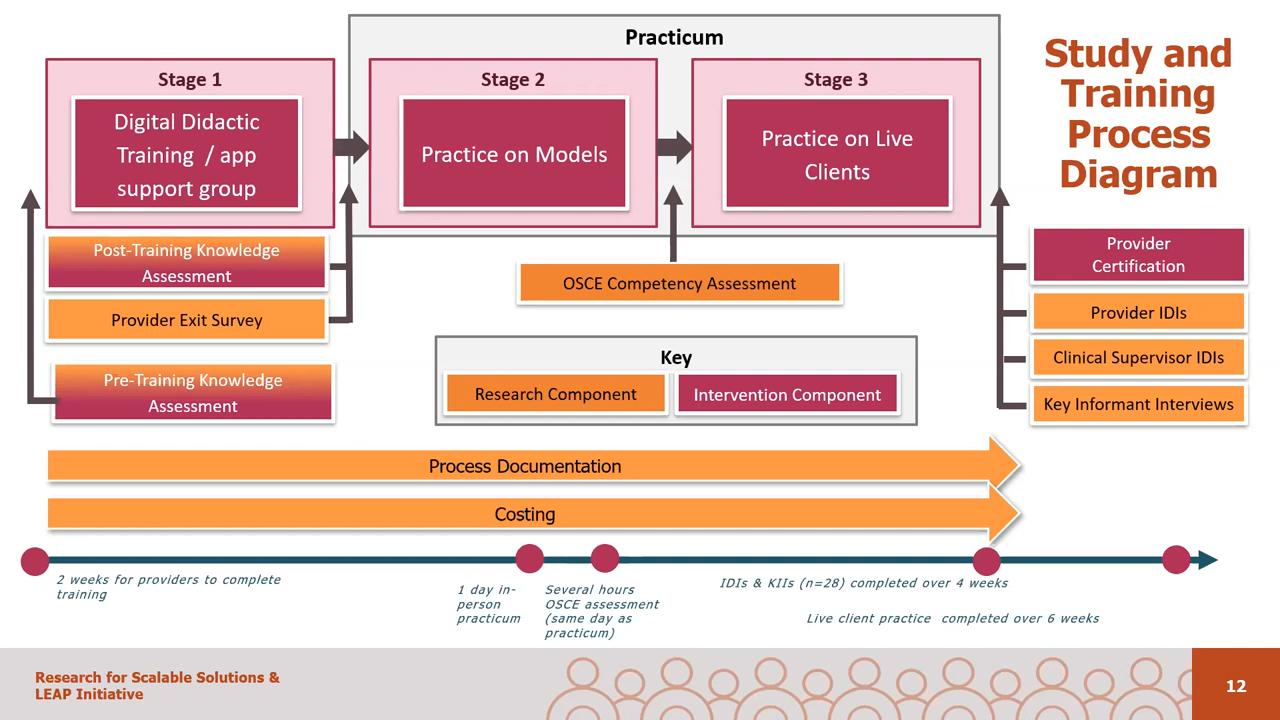 Study and
Training
Process
Diagram
Practicum
Stage 1
Digital Didactic
Training / app
support group
Stage 2
Practice on Models
Stage 3
Practice on Live
Clients
Post-Training Knowledge
Assessment
Provider Exit Survey
Pre-Training Knowledge
Assessment
OSCE Competency Assessment
Provider
Certification
Provider IDIs
Clinical Supervisor IDIs
Key Informant Interviews
Key
Research Component
Intervention Component
Process Documentation
Costing
2 weeks for providers to complete
training
1 day in-
person
practicum
Several hours
OSCE assessment
(same day as
practicum)
IDIs & KIIs (n=28) completed over 4 weeks
Live client practice completed over 6 weeks
Research for Scalable Solutions &
LEAP Initiative
12